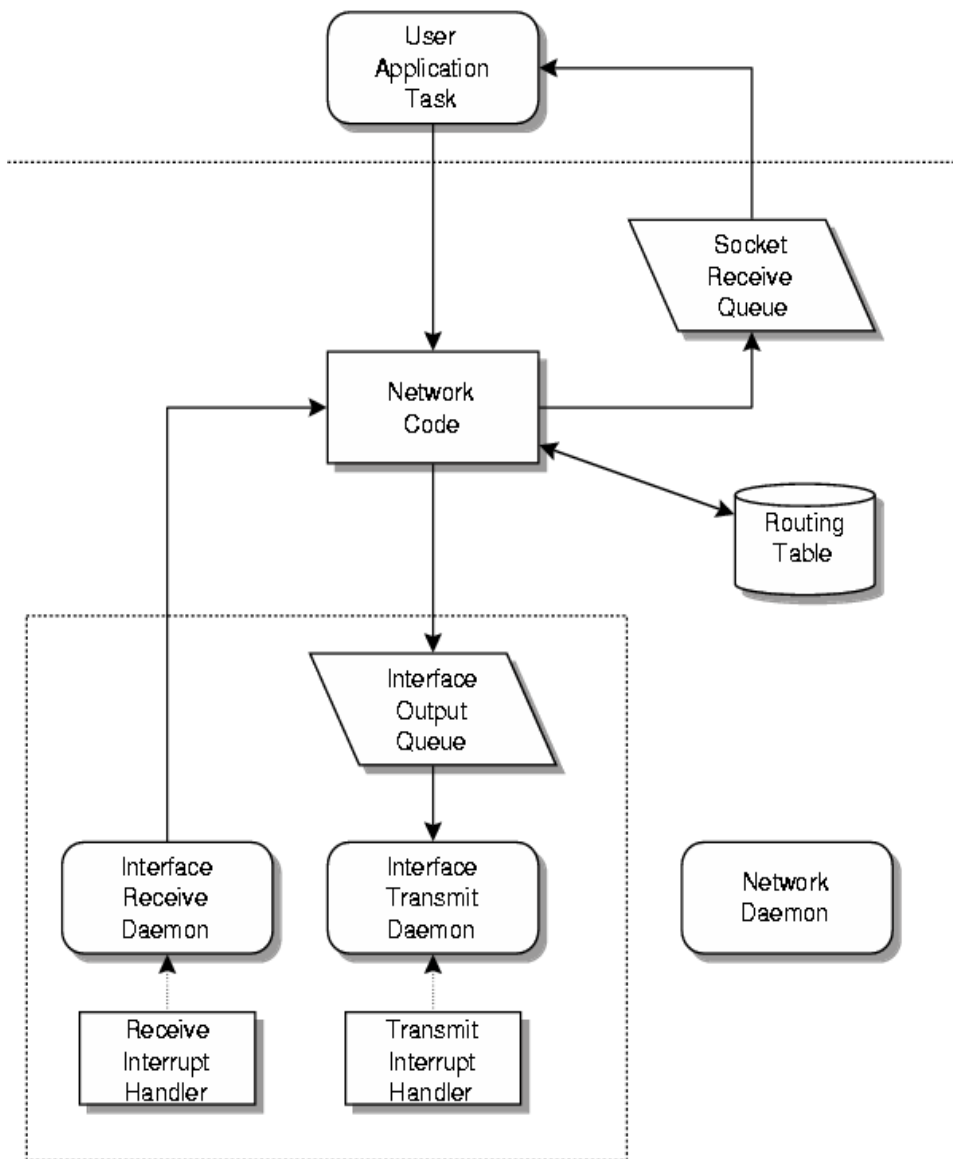 User
Application
Task
Socket
Receive
Queue
Network
Code
Routing
Table
Interface
Output
Queue
Interface
Receive
Daemon
Interface
Transmit
Daemon
Network
Daemon
Receive
Interrupt
Handler
Transmit
Interrupt
Handler